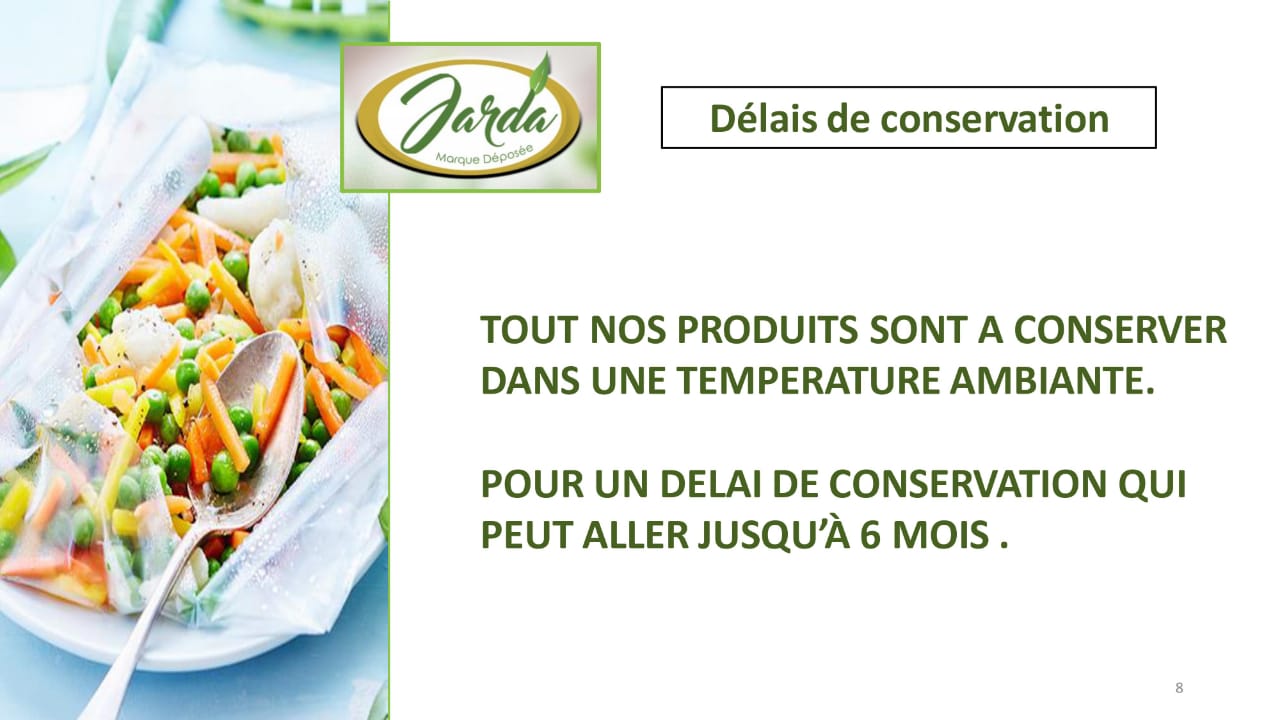 Jarda
Marque Déposée
Délais de conservation
TOUT NOS PRODUITS SONT A CONSERVER
DANS UNE TEMPERATURE AMBIANTE.
POUR UN DELAI DE CONSERVATION QUI
PEUT ALLER JUSQU’À 6 MOIS .
8